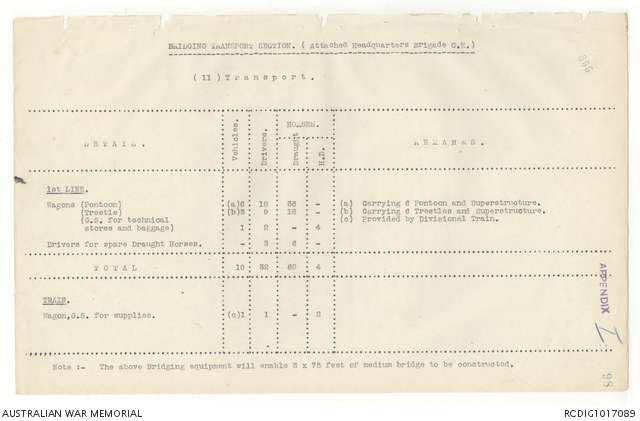 BRIDGING TRANSPORT SECTION. ( Attached Headquarters Brigade )
(11) Transport.
DETAIL. Vehicles. Drivers. HORSES. Draught H.D. REMARKS.
1st LINE.
Wagons (Pontoon) (a)6 18 36 - (a) Carrying 6 Pontoon and Superstructure.
(Trestle) (b)3 9 18 - (b) Carrying 6 Trestles and Superstructure.
(G.S. for technical (c) Provided by Divisional Train.
stores and baggage) 1 2 - 4
Drivers for spare Draught Horses. - 3 6 -
TOTAL 10 32 60 4
TRAIN.
Wagon, G.S. for supplies. (c)1 1 - 2
Note :- The above Bridging equipment will enable x 75 feet of medium bridge to be constructed.
APPENDIX I
98
AUSTRALIAN WAR MEMORIAL
RCDIG1017089